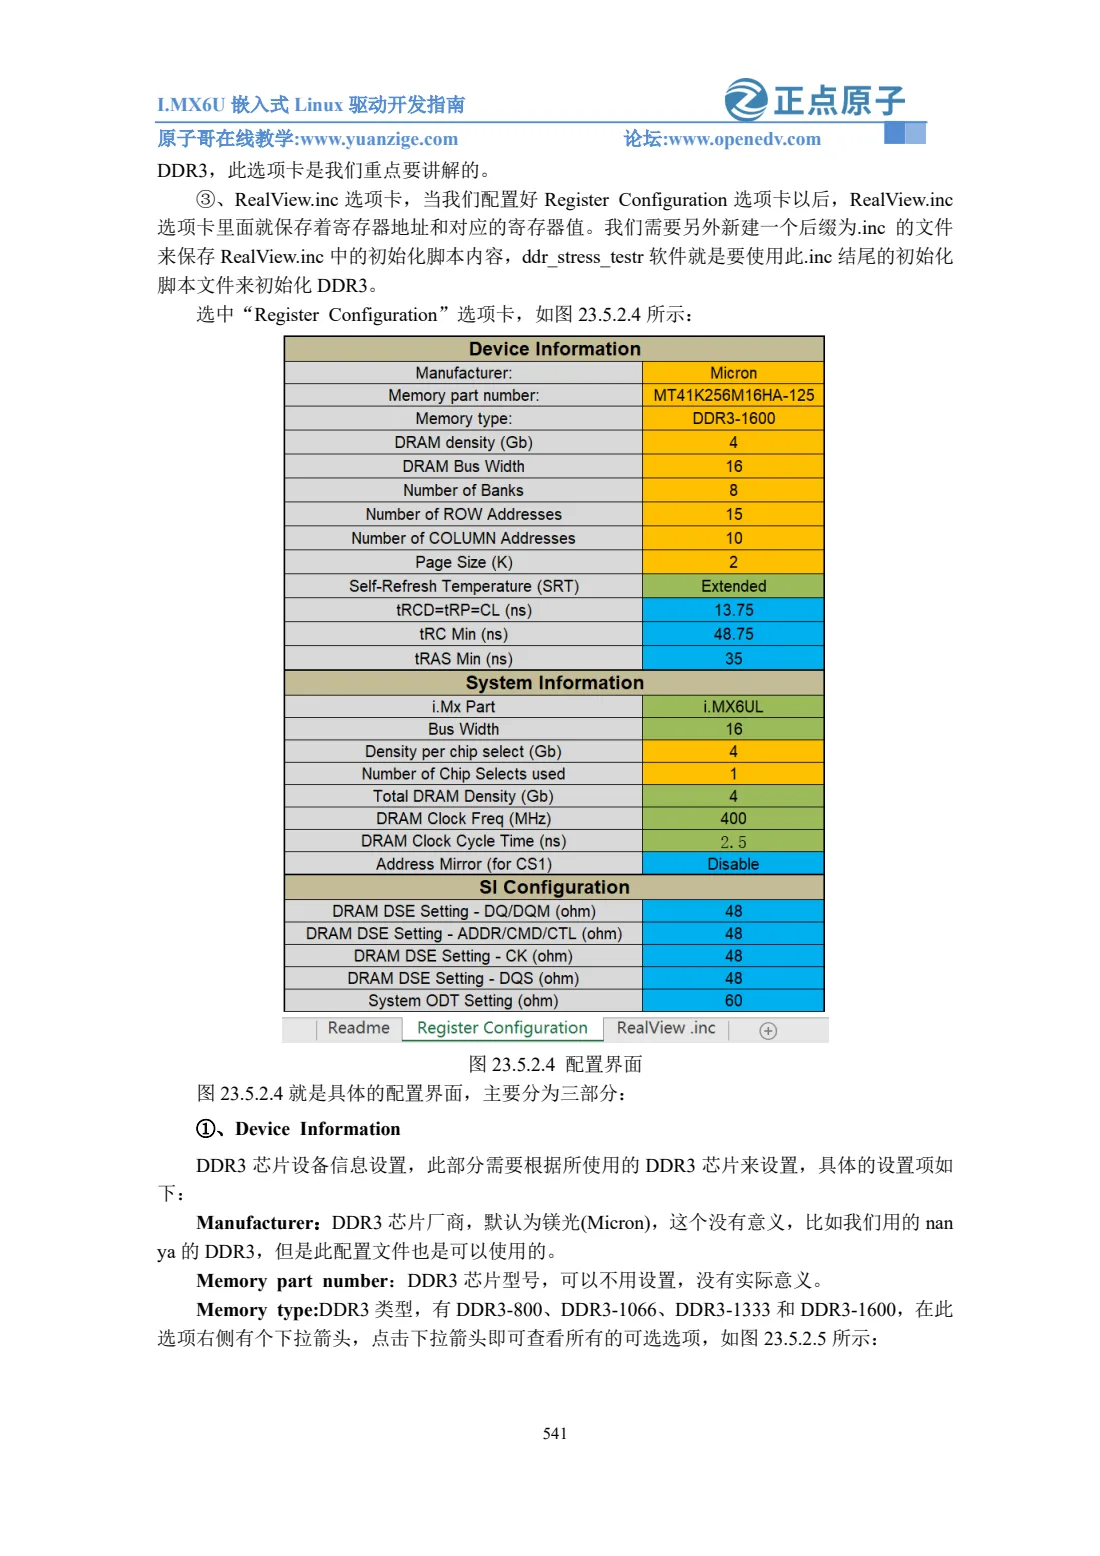 I.MX6U 嵌入式 Linux 驱动开发指南
正点原子
原子哥在线教学:www.yuanzige.com 论坛:www.openedv.com
DDR3，此选项卡是我们重点要讲解的。
③、RealView.inc 选项卡，当我们配置好 Register Configuration 选项卡以后，RealView.inc
选项卡里面就保存着寄存器地址和对应的寄存器值。我们需要另外新建一个后缀为.inc 的文件
来保存 RealView.inc 中的初始化脚本内容，ddr_stress_testr 软件就是要使用此.inc 结尾的初始化
脚本文件来初始化 DDR3。
选中“Register Configuration”选项卡，如图 23.5.2.4 所示：
Device Information
Manufacturer: Micron
Memory part number: MT41K256M16HA-125
Memory type: DDR3-1600
DRAM density (Gb) 4
DRAM Bus Width 16
Number of Banks 8
Number of ROW Addresses 15
Number of COLUMN Addresses 10
Page Size (K) 2
Self-Refresh Temperature (SRT) Extended
tRCD=tRP=CL (ns) 13.75
tRC Min (ns) 48.75
tRAS Min (ns) 35
System Information
i.Mx Part i.MX6UL
Bus Width 16
Density per chip select (Gb) 4
Number of Chip Selects used 1
Total DRAM Density (Gb) 4
DRAM Clock Freq (MHz) 400
DRAM Clock Cycle Time (ns) 2.5
Address Mirror (for CS1) Disable
SI Configuration
DRAM DSE Setting - DQ/DQM (ohm) 48
DRAM DSE Setting - ADDR/CMD/CTL (ohm) 48
DRAM DSE Setting - CK (ohm) 48
DRAM DSE Setting - DQS (ohm) 48
System ODT Setting (ohm) 60
Readme Register Configuration RealView .inc
图 23.5.2.4 配置界面
图 23.5.2.4 就是具体的配置界面，主要分为三部分：
①、Device Information
DDR3 芯片设备信息设置，此部分需要根据所使用的 DDR3 芯片来设置，具体的设置项如
下：
Manufacturer：DDR3 芯片厂商，默认为镁光(Micron)，这个没有意义，比如我们用的 nan
ya 的 DDR3，但是此配置文件也是可以使用的。
Memory part number：DDR3 芯片型号，可以不用设置，没有实际意义。
Memory type:DDR3 类型，有 DDR3-800、DDR3-1066、DDR3-1333 和 DDR3-1600，在此
选项右侧有个下拉箭头，点击下拉箭头即可查看所有的可选选项，如图 23.5.2.5 所示：
541